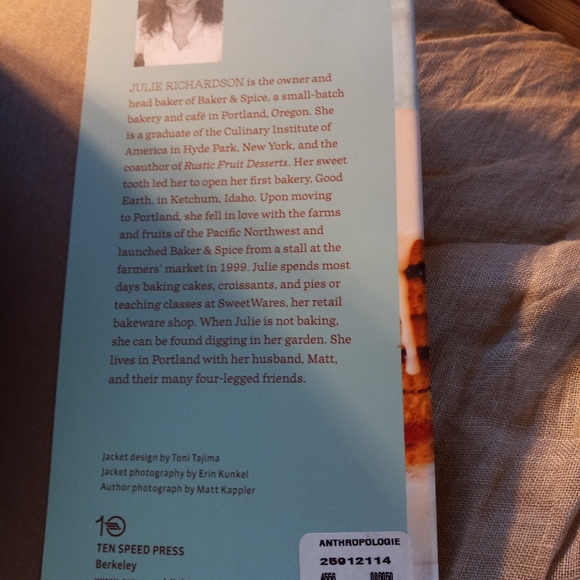 JULIE RICHARDSON is the owner and
head baker of Baker & Spice, a small-batch
bakery and café in Portland, Oregon. She
is a graduate of the Culinary Institute of
America in Hyde Park, New York, and the
coauthor of Rustic Fruit Desserts. Her sweet
tooth led her to open her first bakery, Good
Earth, in Ketchum, Idaho. Upon moving
to Portland, she fell in love with the farms
and fruits of the Pacific Northwest and
launched Baker & Spice from a stall at the
farmers' market in 1999. Julie spends most
days baking cakes, croissants, and pies or
teaching classes at SweetWares, her retail
bakeware shop. When Julie is not baking,
she can be found digging in her garden. She
lives in Portland with her husband, Matt,
and their many four-legged friends.
Jacket design by Toni Tajima
Jacket photography by Erin Kunkel
Author photograph by Matt Kappler
TEN SPEED PRESS
Berkeley
ANTHROPOLOGIE
25912114